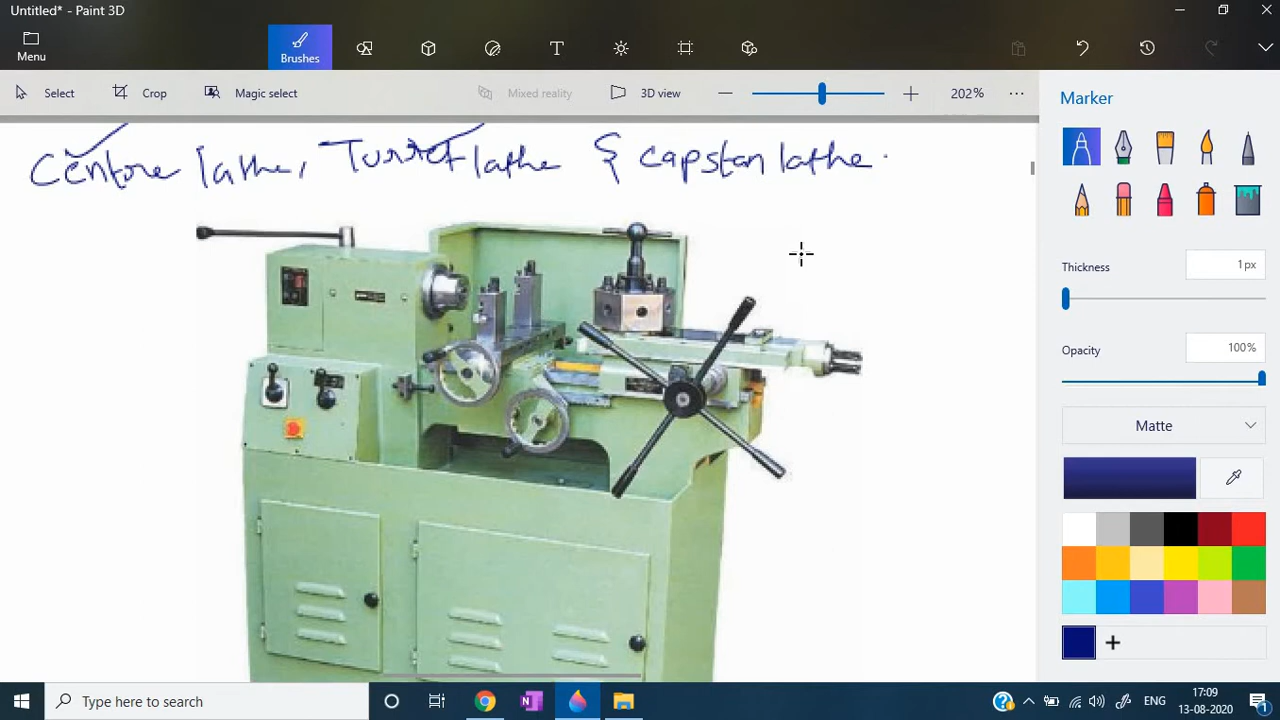 Untitled* - Paint 3D
Menu
Brushes
Select
Crop
Magic select
Mixed reality
3D view
202%
Centre lathe, Turret lathe & capstan lathe.
Marker
Thickness
1px
Opacity
100%
Matte
Type here to search
ENG
17:09
13-08-2020
1